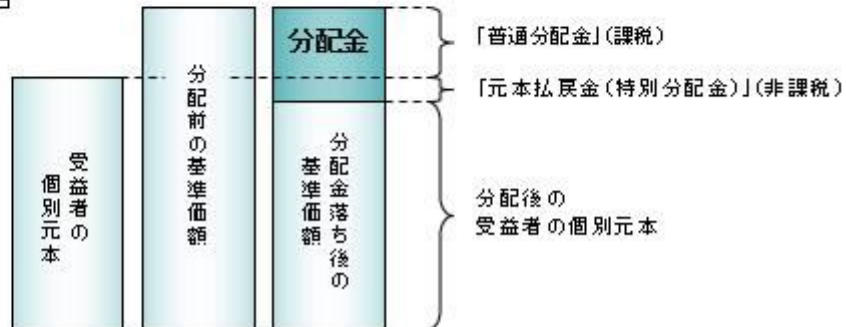 受益者の
個別元本
分配前の基準価額
分配金
分配金落ち後の
基準価額
「普通分配金」(課税)
「元本払戻金(特別分配金)」(非課税)
分配後の
受益者の個別元本